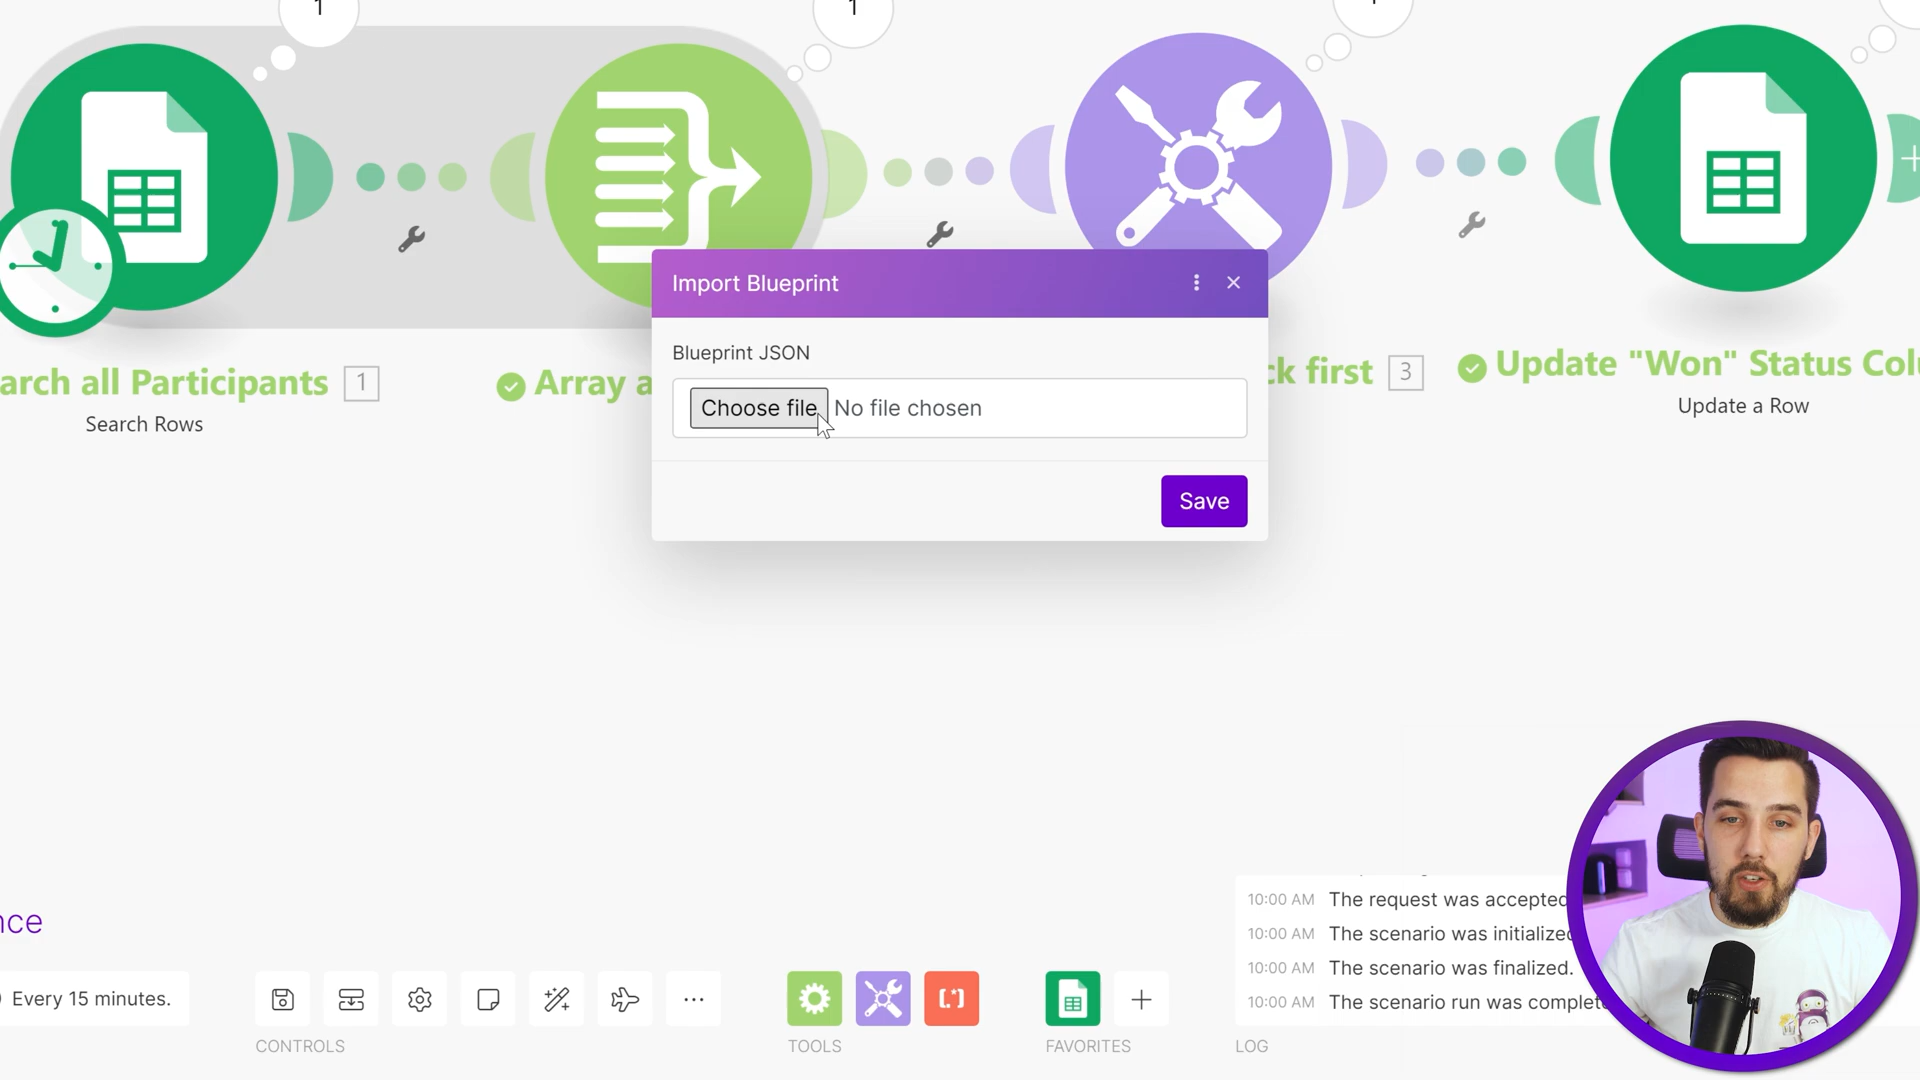 1
1
Import Blueprint
Blueprint JSON
Choose file No file chosen
Save
arch all Participants 1
Search Rows
Array a
ck first 3
Update "Won" Status Colu
Update a Row
nce
Every 15 minutes.
CONTROLS
TOOLS
FAVORITES
LOG
10:00 AM The request was accepted
10:00 AM The scenario was initialized
10:00 AM The scenario was finalized.
10:00 AM The scenario run was complete